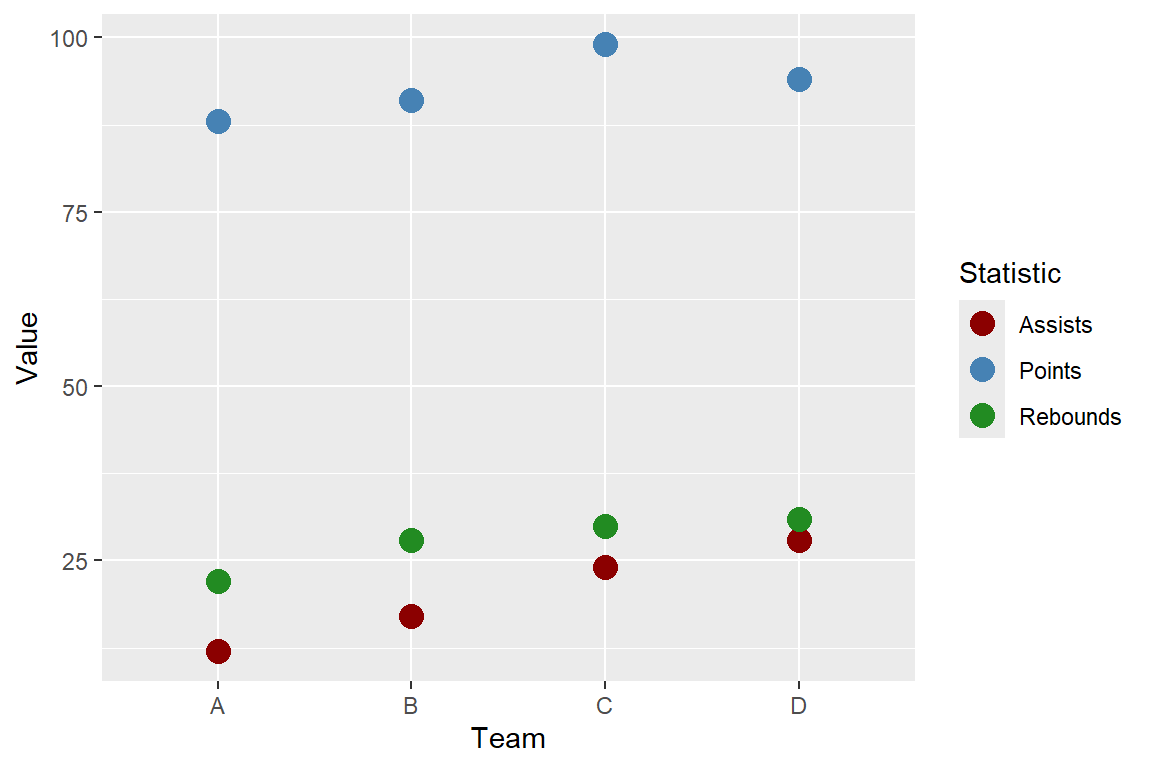 100
75
50
25
Value
A B C D
Team
Statistic
Assists
Points
Rebounds